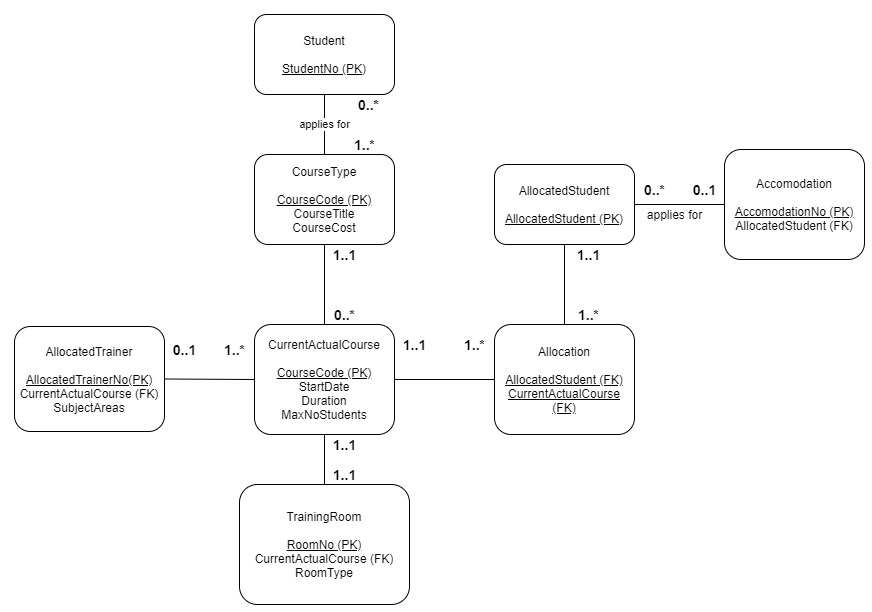 Student
StudentNo (PK)
0..*
applies for
1..*
CourseType
CourseCode (PK)
CourseTitle
CourseCost
1..1
0..*
AllocatedStudent
AllocatedStudent (PK)
0..*
0..1
applies for
Accomodation
AccomodationNo (PK)
AllocatedStudent (FK)
1..1
1..*
AllocatedTrainer
AllocatedTrainerNo(PK)
CurrentActualCourse (FK)
SubjectAreas
0..1
1..*
CurrentActualCourse
CourseCode (PK)
StartDate
Duration
MaxNoStudents
1..1
1..*
Allocation
AllocatedStudent (FK)
CurrentActualCourse
(FK)
1..1
1..1
TrainingRoom
RoomNo (PK)
CurrentActualCourse (FK)
RoomType